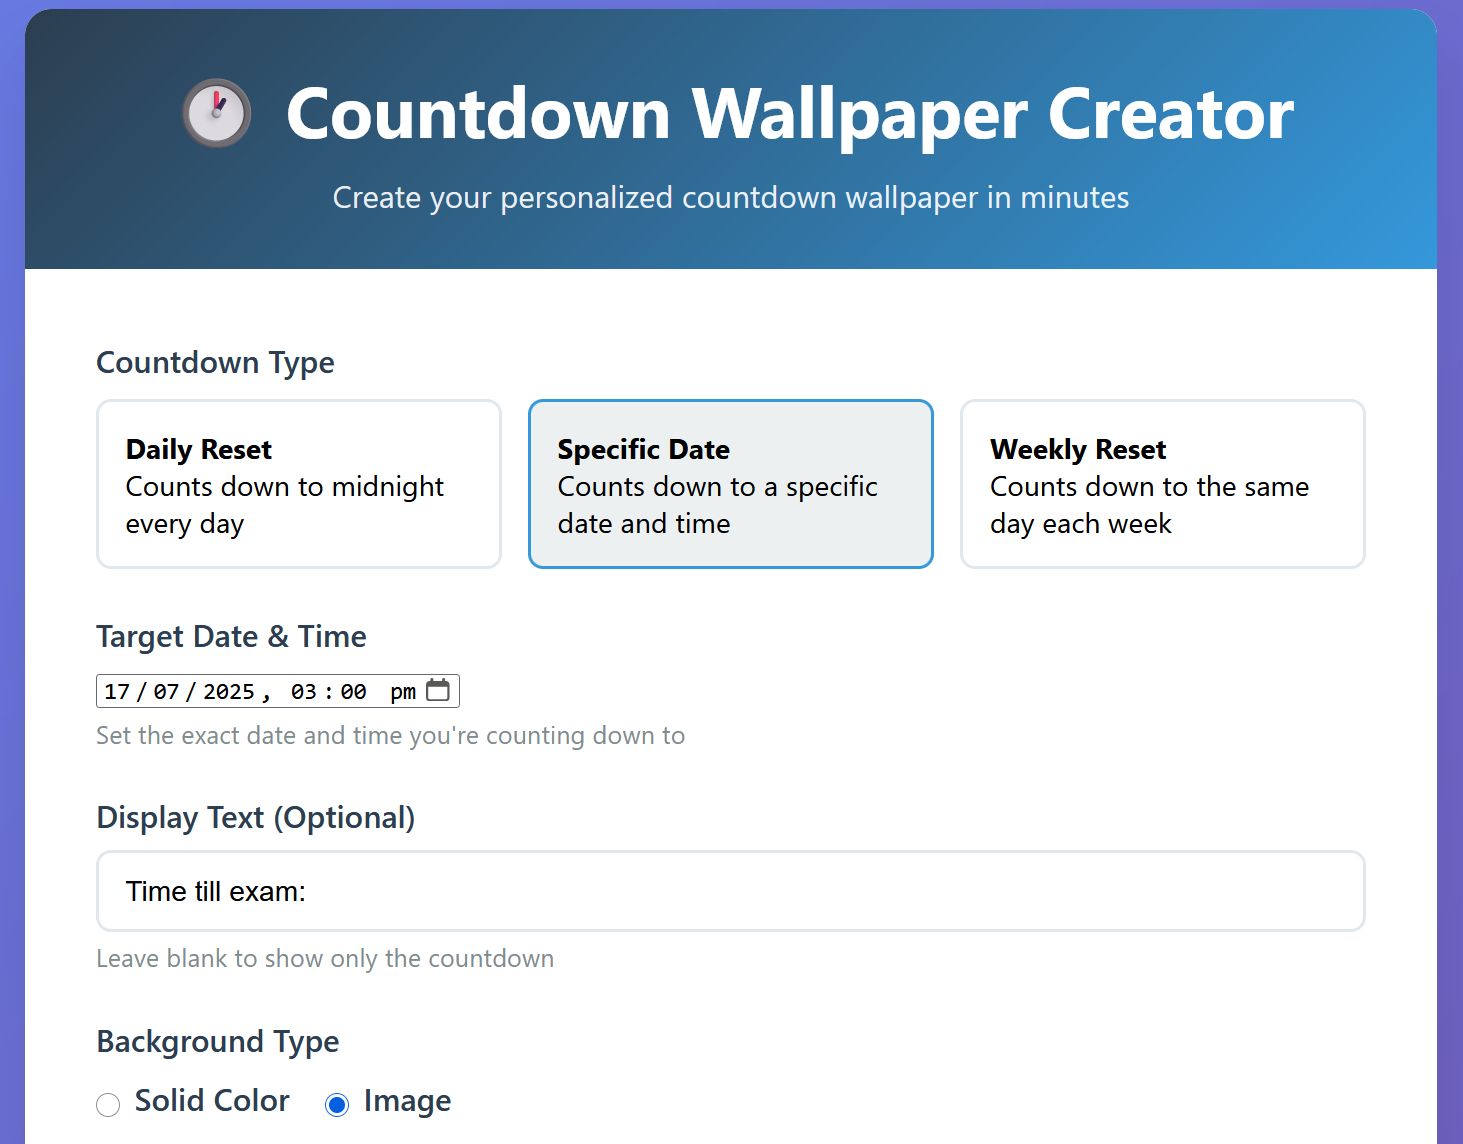 Countdown Wallpaper Creator
Create your personalized countdown wallpaper in minutes
Countdown Type
Daily Reset
Counts down to midnight
every day
Specific Date
Counts down to a specific
date and time
Weekly Reset
Counts down to the same
day each week
Target Date & Time
17/07/2025, 03:00 pm
Set the exact date and time you're counting down to
Display Text (Optional)
Time till exam:
Leave blank to show only the countdown
Background Type
Solid Color
Image